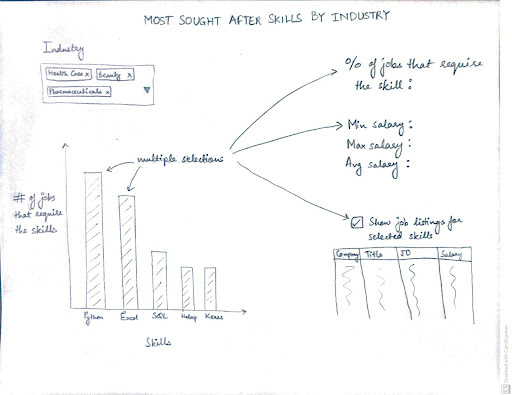 MOST SOUGHT AFTER SKILLS BY INDUSTRY
Industry
Health Care x Beauty x
Pharmaceuticals x
% of jobs that require
the skill:
Min salary:
Max salary:
Avg salary:
multiple selections
# of jobs
that require
the skills
Show job listings for
selected skills
Company Title JD Salary
Python Excel SQL Keras
Skills
CS Scanned with CamScanner